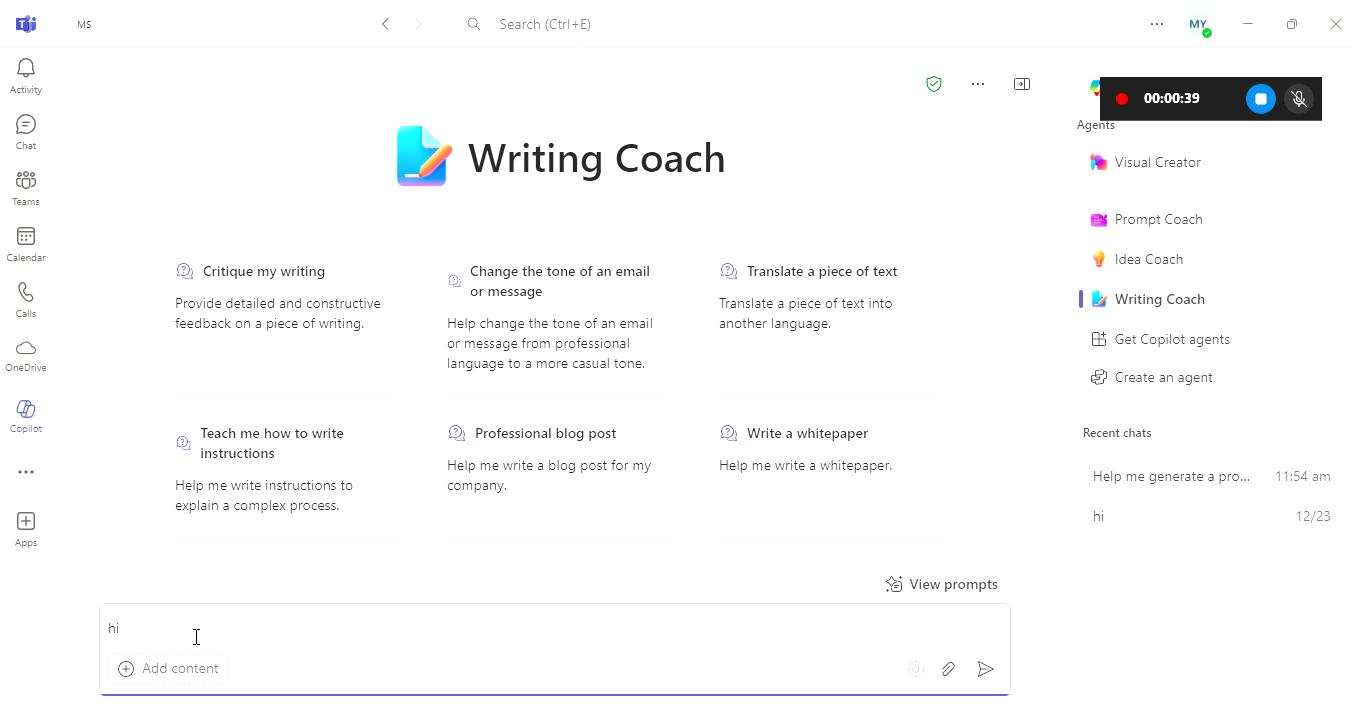 MS
Search (Ctrl+E)
MY
00:00:39
Activity
Chat
Teams
Calendar
Calls
OneDrive
Copilot
Apps
Writing Coach
Critique my writing
Provide detailed and constructive
feedback on a piece of writing.
Change the tone of an email
or message
Help change the tone of an email
or message from professional
language to a more casual tone.
Translate a piece of text
Translate a piece of text into
another language.
Teach me how to write
instructions
Help me write instructions to
explain a complex process.
Professional blog post
Help me write a blog post for my
company.
Write a whitepaper
Help me write a whitepaper.
View prompts
hi
Add content
Agents
Visual Creator
Prompt Coach
Idea Coach
Writing Coach
Get Copilot agents
Create an agent
Recent chats
Help me generate a pro... 11:54 am
hi 12/23